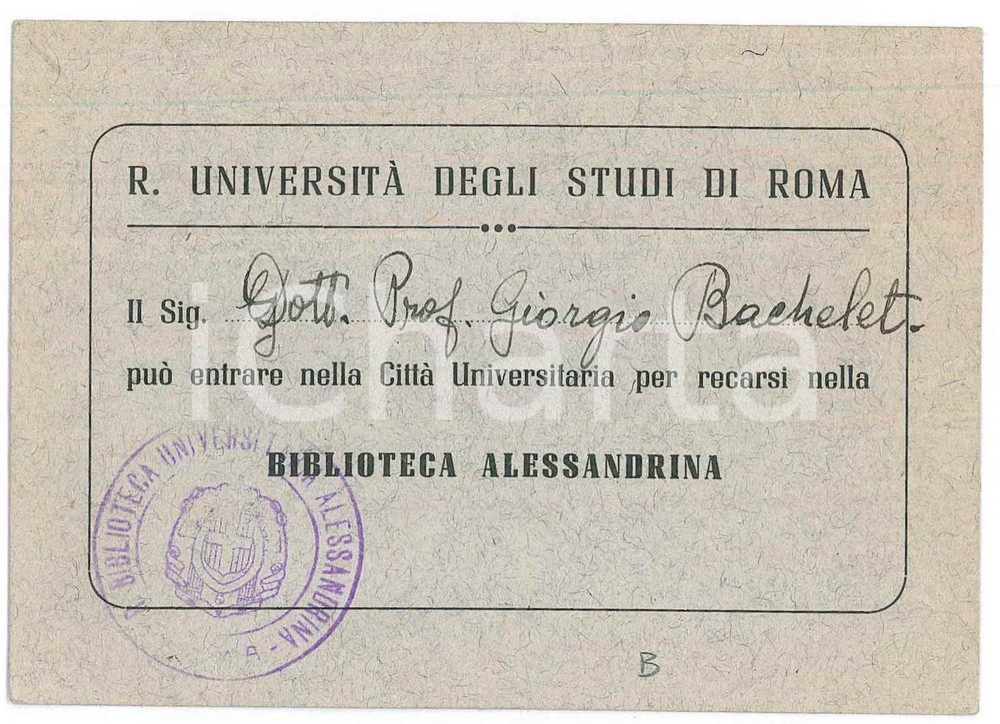 R. UNIVERSITÀ DEGLI STUDI DI ROMA
Il Sig. Dott. Prof. Giorgio Bachelet.
può entrare nella Città Universitaria per recarsi nella
BIBLIOTECA ALESSANDRINA
BIBLIOTECA UNIVERSITARIA ALESSANDRINA
B
iCharta